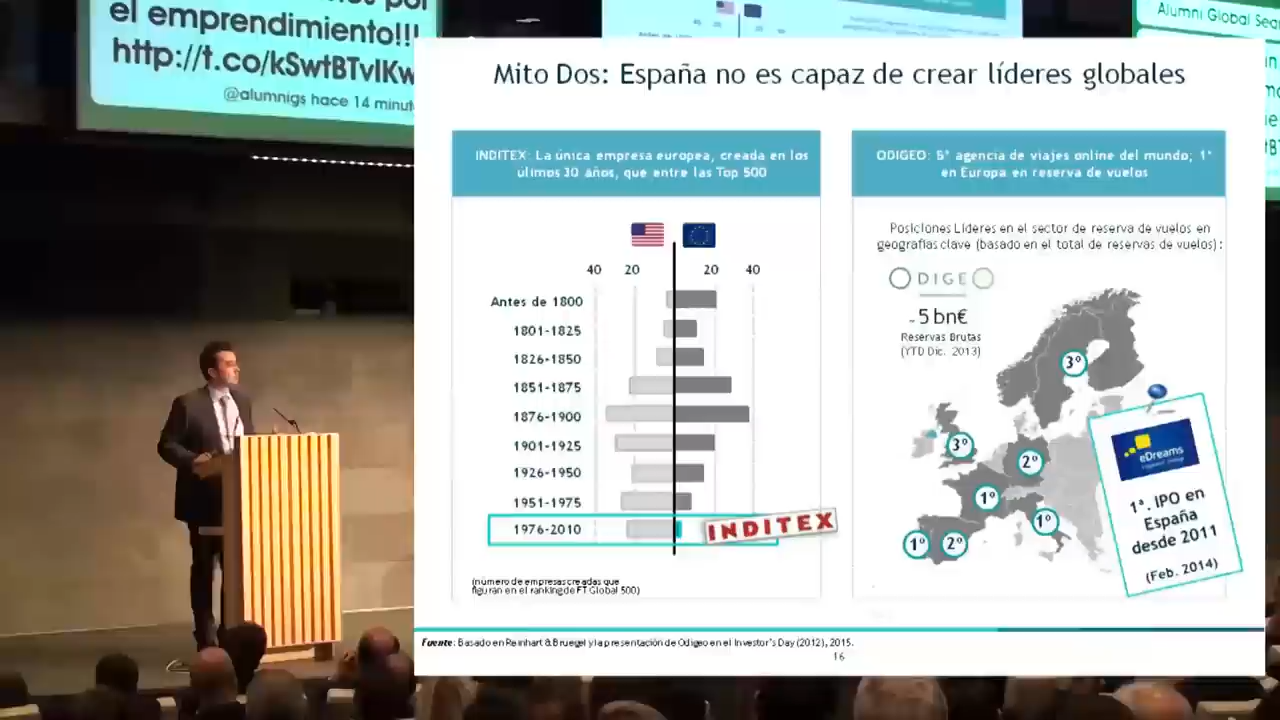 el emprendimiento!!!
http://t.co/kSwtBTvlKw
@alumnigs hace 14 minut
Alumni Global Sea
Mito Dos: España no es capaz de crear líderes globales
INDITEX: La única empresa europea, creada en los
úlimos 30 años, que entre las Top 500
40 20 20 40
Antes de 1800
1801-1825
1826-1850
1851-1875
1876-1900
1901-1925
1926-1950
1951-1975
1976-2010
INDITEX
(número de empresas creadas que
figuran en el ranking de FT Global 500)
ODIGEO: 5ª agencia de viajes online del mundo; 1ª
en Europa en reserva de vuelos
Posiciones Líderes en el sector de reserva de vuelos en
geografías clave (basado en el total de reservas de vuelos):
ODIGEO
~5 bn€
Reservas Brutas
(YTD Dic. 2013)
3º
3º
2º
1º
1º
1º
2º
eDreams
1ª. IPO en
España
desde 2011
(Feb. 2014)
Fuente: Basado en Reinhart & Bruegel y la presentación de Odigeo en el Investor's Day (2012), 2015.
16